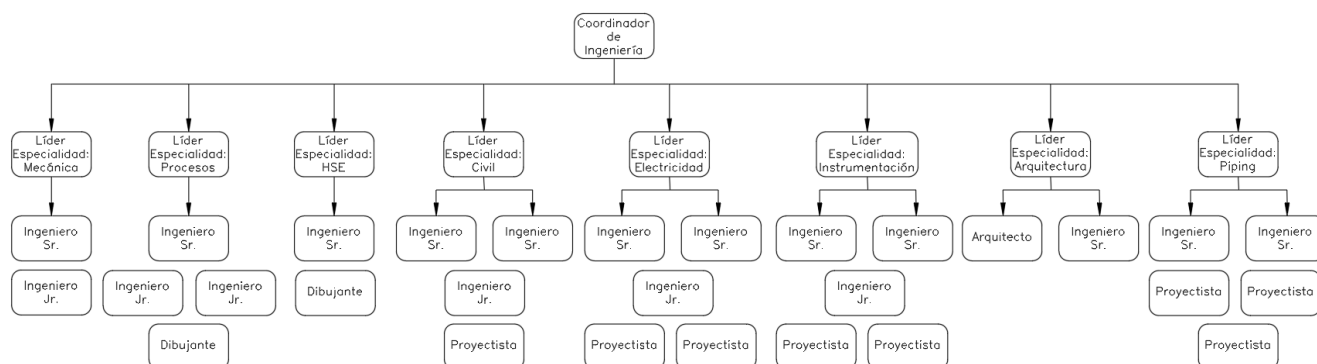 Coordinador
de
Ingeniería
Líder
Especialidad:
Mecánica
Líder
Especialidad:
Procesos
Líder
Especialidad:
HSE
Líder
Especialidad:
Civil
Líder
Especialidad:
Electricidad
Líder
Especialidad:
Instrumentación
Líder
Especialidad:
Arquitectura
Líder
Especialidad:
Piping
Ingeniero
Sr.
Ingeniero
Sr.
Ingeniero
Sr.
Ingeniero
Sr.
Ingeniero
Sr.
Ingeniero
Sr.
Ingeniero
Sr.
Ingeniero
Sr.
Ingeniero
Sr.
Arquitecto
Ingeniero
Sr.
Ingeniero
Sr.
Ingeniero
Sr.
Ingeniero
Jr.
Ingeniero
Jr.
Ingeniero
Jr.
Dibujante
Ingeniero
Jr.
Ingeniero
Jr.
Ingeniero
Jr.
Proyectista
Proyectista
Dibujante
Proyectista
Proyectista
Proyectista
Proyectista
Proyectista
Proyectista